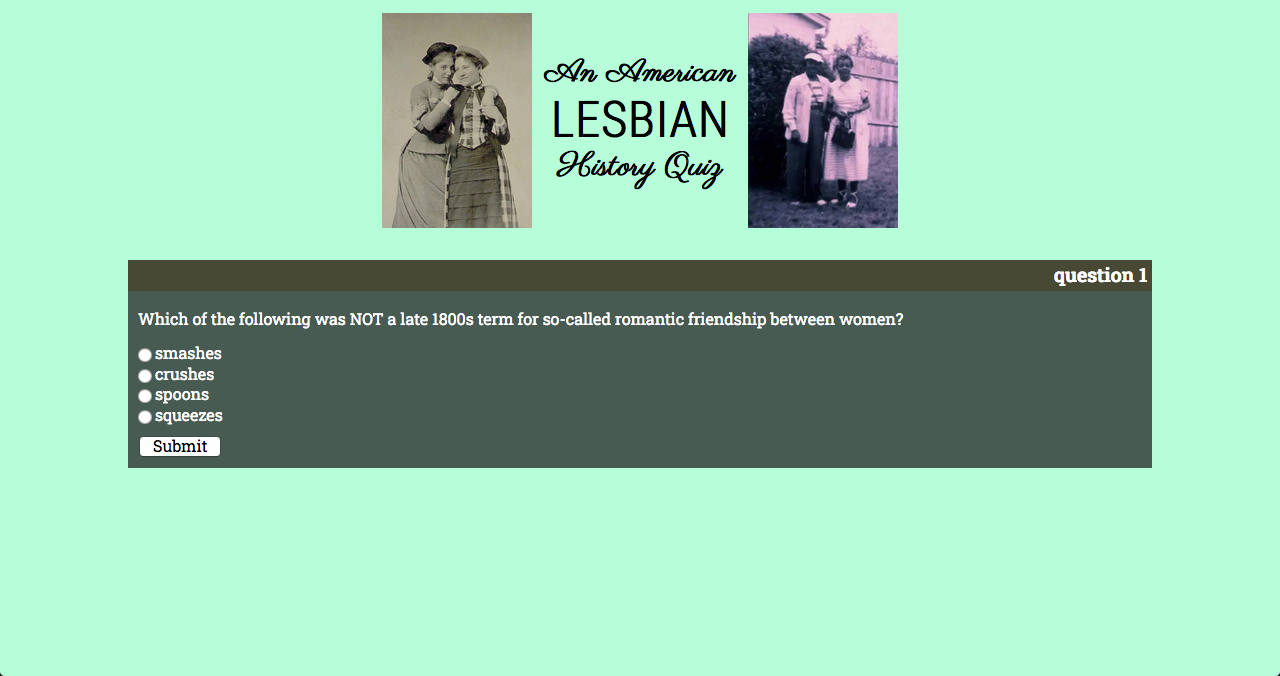 An American
LESBIAN
History Quiz
question 1
Which of the following was NOT a late 1800s term for so-called romantic friendship between women?
smashes
crushes
spoons
squeezes
Submit